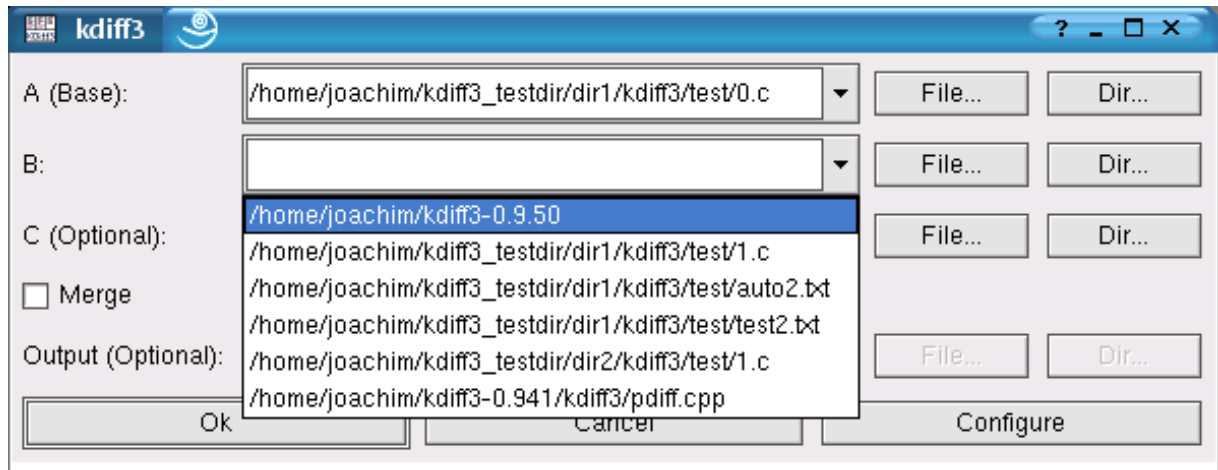 kdiff3 ?
A (Base): /home/joachim/kdiff3_testdir/dir1/kdiff3/test/0.c File... Dir...
B: File... Dir...
/home/joachim/kdiff3-0.9.50
C (Optional): File... Dir...
/home/joachim/kdiff3_testdir/dir1/kdiff3/test/1.c
Merge /home/joachim/kdiff3_testdir/dir1/kdiff3/test/auto2.txt
/home/joachim/kdiff3_testdir/dir1/kdiff3/test/test2.txt
Output (Optional): /home/joachim/kdiff3_testdir/dir2/kdiff3/test/1.c File... Dir...
/home/joachim/kdiff3-0.941/kdiff3/pdiff.cpp
Ok Cancel Configure